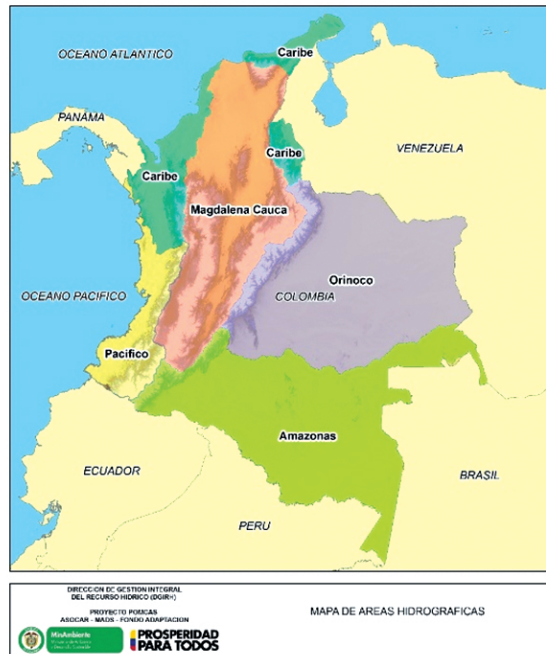 OCEANO ATLANTICO
Caribe
PANAMA
VENEZUELA
Caribe
Caribe
Magdalena Cauca
OCEANO PACIFICO
COLOMBIA
Orinoco
Pacifico
Amazonas
ECUADOR
BRASIL
PERU
DIRECCION DE GESTION INTEGRAL
DEL RECURSO HIDRICO (DGIRH)
PROYECTO POMCAS
ASOCAR - MADS - FONDO ADAPTACION
MAPA DE AREAS HIDROGRAFICAS
MinAmbiente
PROSPERIDAD
PARA TODOS